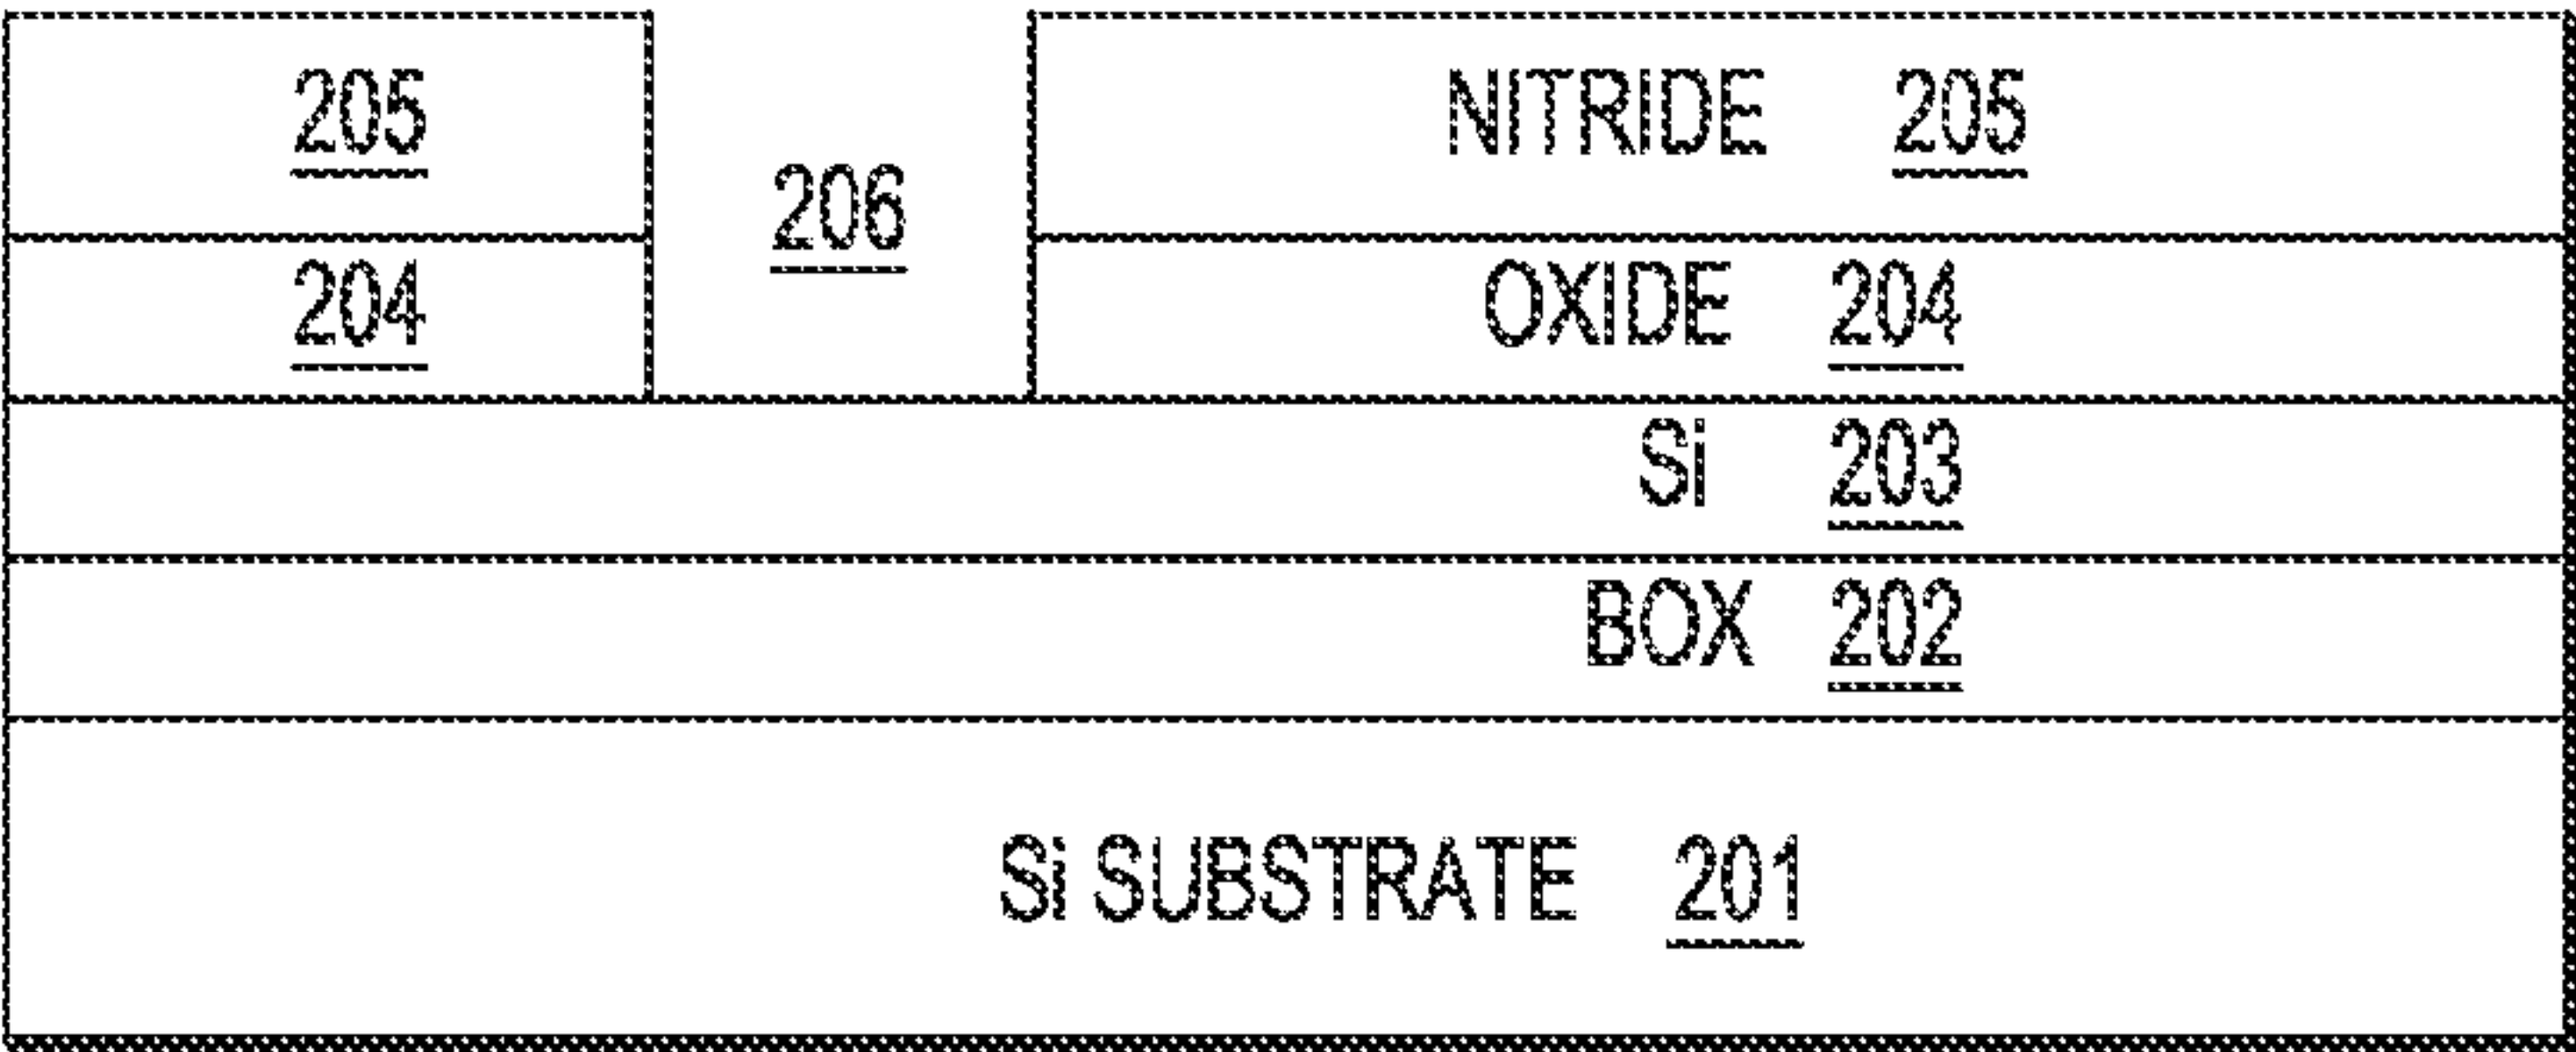 205
NITRIDE 205
206
204
OXIDE 204
Si 203
BOX 202
Si SUBSTRATE 201